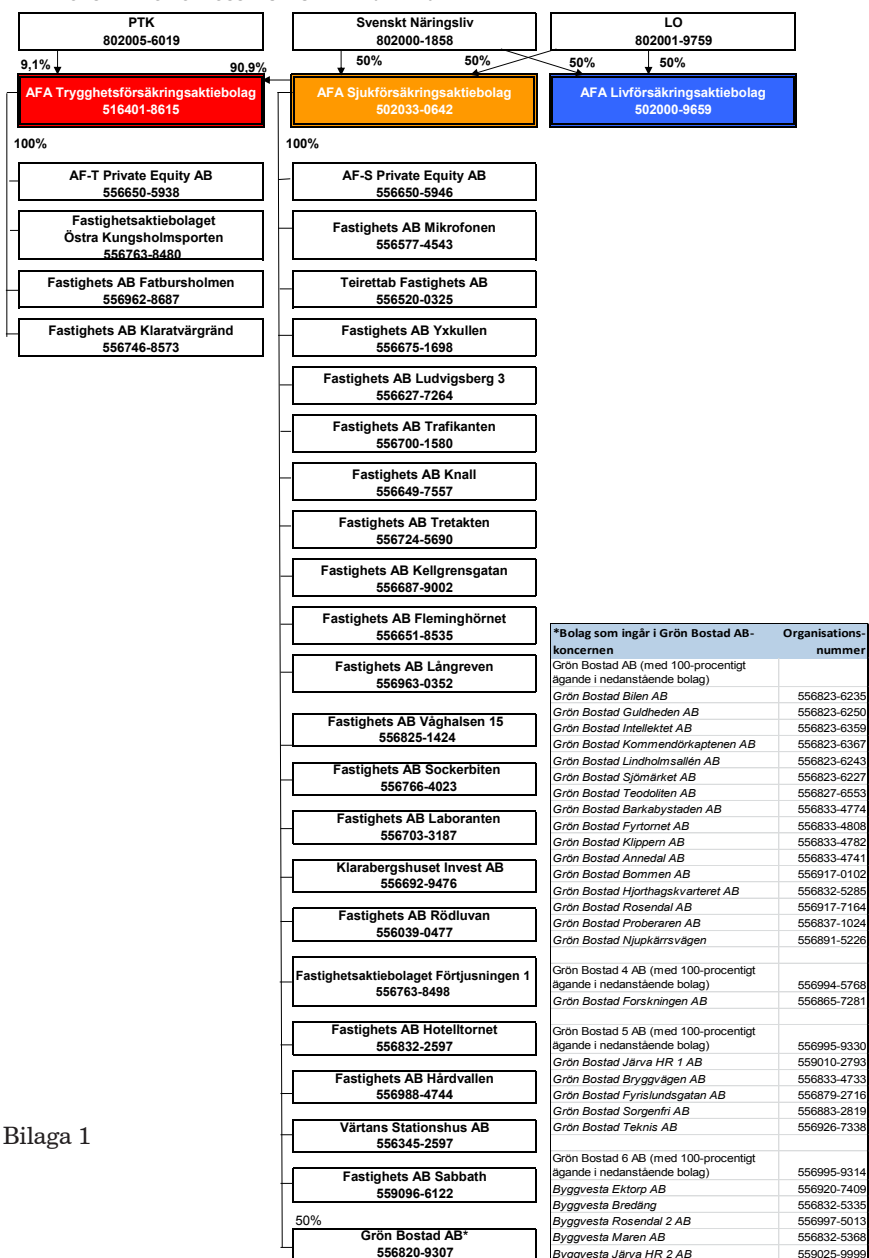 PTK
802005-6019
Svenskt Näringsliv
802000-1858
LO
802001-9759
9,1%
90,9%
50%
50%
50%
50%
AFA Trygghetsförsäkringsaktiebolag
516401-8615
AFA Sjukförsäkringsaktiebolag
502033-0642
AFA Livförsäkringsaktiebolag
502000-9659
100%
AF-T Private Equity AB
556650-5938
Fastighetsaktiebolaget
Östra Kungsholmsporten
556763-8480
Fastighets AB Fatbursholmen
556962-8687
Fastighets AB Klaratvärgränd
556746-8573
100%
AF-S Private Equity AB
556650-5946
Fastighets AB Mikrofonen
556577-4543
Teirettab Fastighets AB
556520-0325
Fastighets AB Yxkullen
556675-1698
Fastighets AB Ludvigsberg 3
556627-7264
Fastighets AB Trafikanten
556700-1580
Fastighets AB Knall
556649-7557
Fastighets AB Tretakten
556724-5690
Fastighets AB Kellgrensgatan
556687-9002
Fastighets AB Fleminghörnet
556651-8535
Fastighets AB Långreven
556963-0352
Fastighets AB Våghalsen 15
556825-1424
Fastighets AB Sockerbiten
556766-4023
Fastighets AB Laboranten
556703-3187
Klarabergshuset Invest AB
556692-9476
Fastighets AB Rödluvan
556039-0477
Fastighetsaktiebolaget Förtjusningen 1
556763-8498
Fastighets AB Hotelltornet
556832-2597
Fastighets AB Hårdvallen
556988-4744
Värtans Stationshus AB
556345-2597
Fastighets AB Sabbath
559096-6122
50%
Grön Bostad AB*
556820-9307
*Bolag som ingår i Grön Bostad AB- Organisations-
koncernen nummer
Grön Bostad AB (med 100-procentigt
ägande i nedanstående bolag)
Grön Bostad Bilen AB 556823-6235
Grön Bostad Guldheden AB 556823-6250
Grön Bostad Intellektet AB 556823-6359
Grön Bostad Kommendörkaptenen AB 556823-6367
Grön Bostad Lindholmsallén AB 556823-6243
Grön Bostad Sjömärket AB 556823-6227
Grön Bostad Teodoliten AB 556827-6553
Grön Bostad Barkabystaden AB 556833-4774
Grön Bostad Fyrtornet AB 556833-4808
Grön Bostad Klippern AB 556833-4782
Grön Bostad Annedal AB 556833-4741
Grön Bostad Bommen AB 556917-0102
Grön Bostad Hjorthagskvarteret AB 556832-5285
Grön Bostad Rosendal AB 556917-7164
Grön Bostad Proberaren AB 556837-1024
Grön Bostad Njupkärrsvägen 556891-5226
Grön Bostad 4 AB (med 100-procentigt
ägande i nedanstående bolag) 556994-5768
Grön Bostad Forskningen AB 556865-7281
Grön Bostad 5 AB (med 100-procentigt
ägande i nedanstående bolag) 556995-9330
Grön Bostad Järva HR 1 AB 559010-2793
Grön Bostad Bryggvägen AB 556833-4733
Grön Bostad Fyrislundsgatan AB 556879-2716
Grön Bostad Sorgenfri AB 556883-2819
Grön Bostad Teknis AB 556926-7338
Grön Bostad 6 AB (med 100-procentigt
ägande i nedanstående bolag) 556995-9314
Byggvesta Ektorp AB 556920-7409
Byggvesta Bredäng 556832-5335
Byggvesta Rosendal 2 AB 556997-5013
Byggvesta Maren AB 556832-5368
Byggvesta Järva HR 2 AB 559025-9999
Bilaga 1